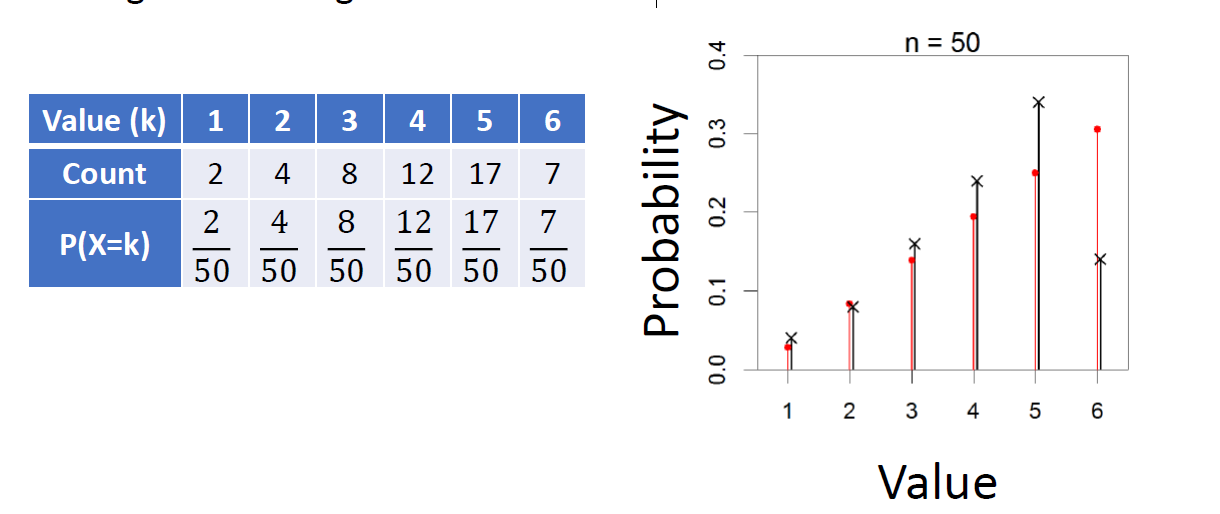 Value (k) 1 2 3 4 5 6
Count 2 4 8 12 17 7
P(X=k) 2/50 4/50 8/50 12/50 17/50 7/50
n = 50
Probability
0.4
0.3
0.2
0.1
0.0
1 2 3 4 5 6
Value